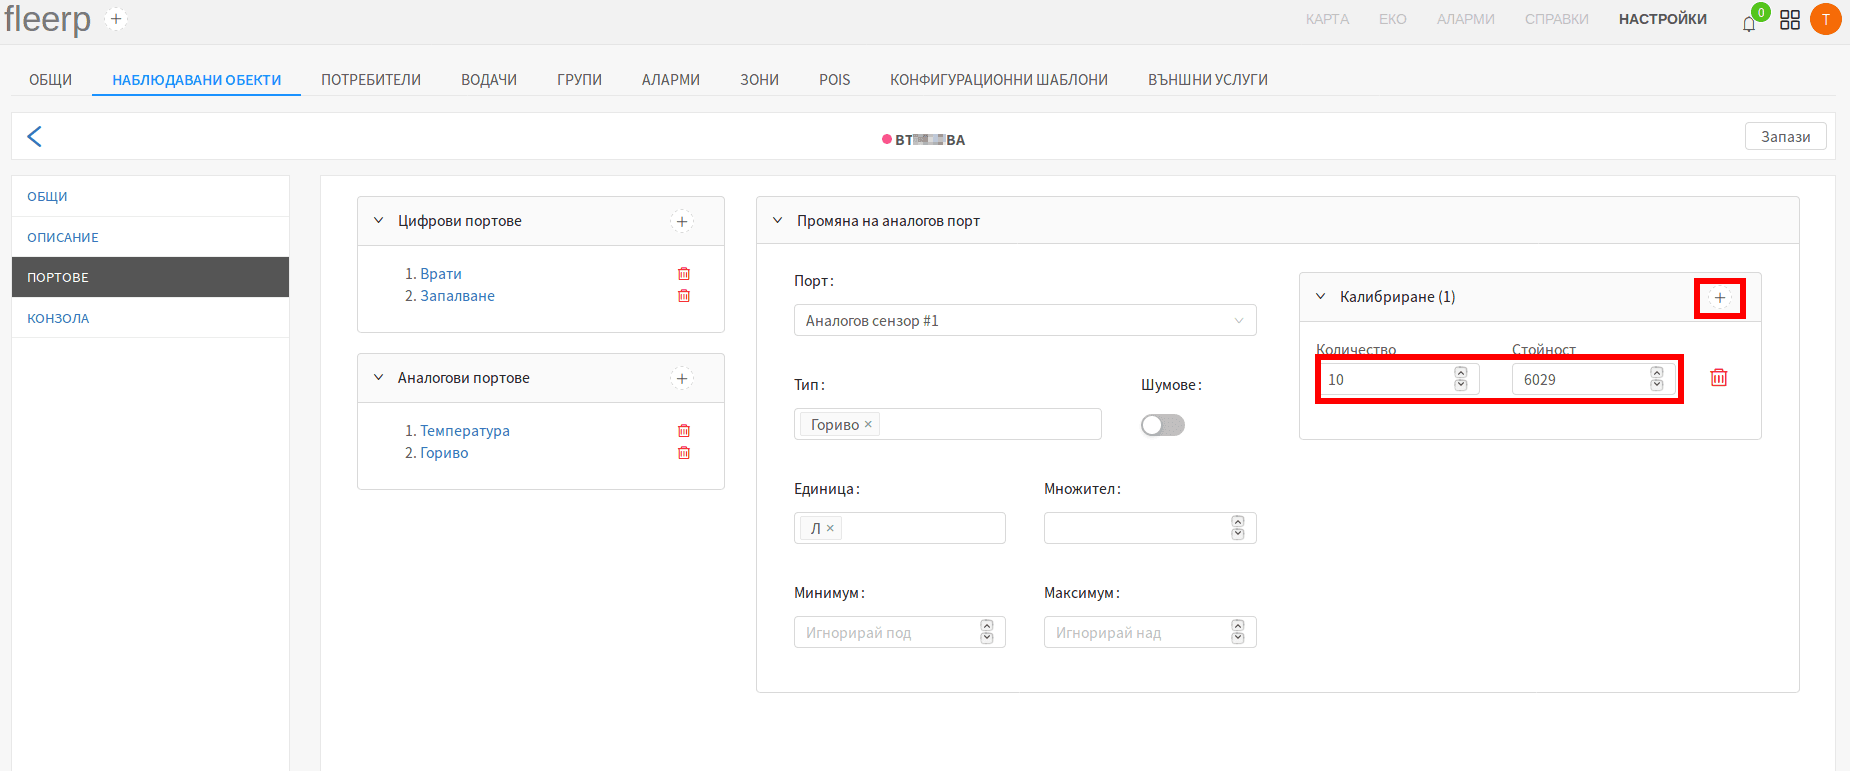 fleerp +
КАРТА ЕКО АЛАРМИ СПРАВКИ НАСТРОЙКИ 0 T
ОБЩИ НАБЛЮДАВАНИ ОБЕКТИ ПОТРЕБИТЕЛИ ВОДАЧИ ГРУПИ АЛАРМИ ЗОНИ POIS КОНФИГУРАЦИОННИ ШАБЛОНИ ВЪНШНИ УСЛУГИ
Запази
ОБЩИ
ОПИСАНИЕ
ПОРТОВЕ
КОНЗОЛА
Цифрови портове
1. Врати
2. Запалване
Аналогови портове
1. Температура
2. Гориво
Промяна на аналогов порт
Порт:
Аналогов сензор #1
Тип: Шумове:
Гориво ×
Единица: Множител:
Л ×
Минимум: Максимум:
Игнорирай под Игнорирай над
Калибриране (1)
Количество Стойност
10 6029